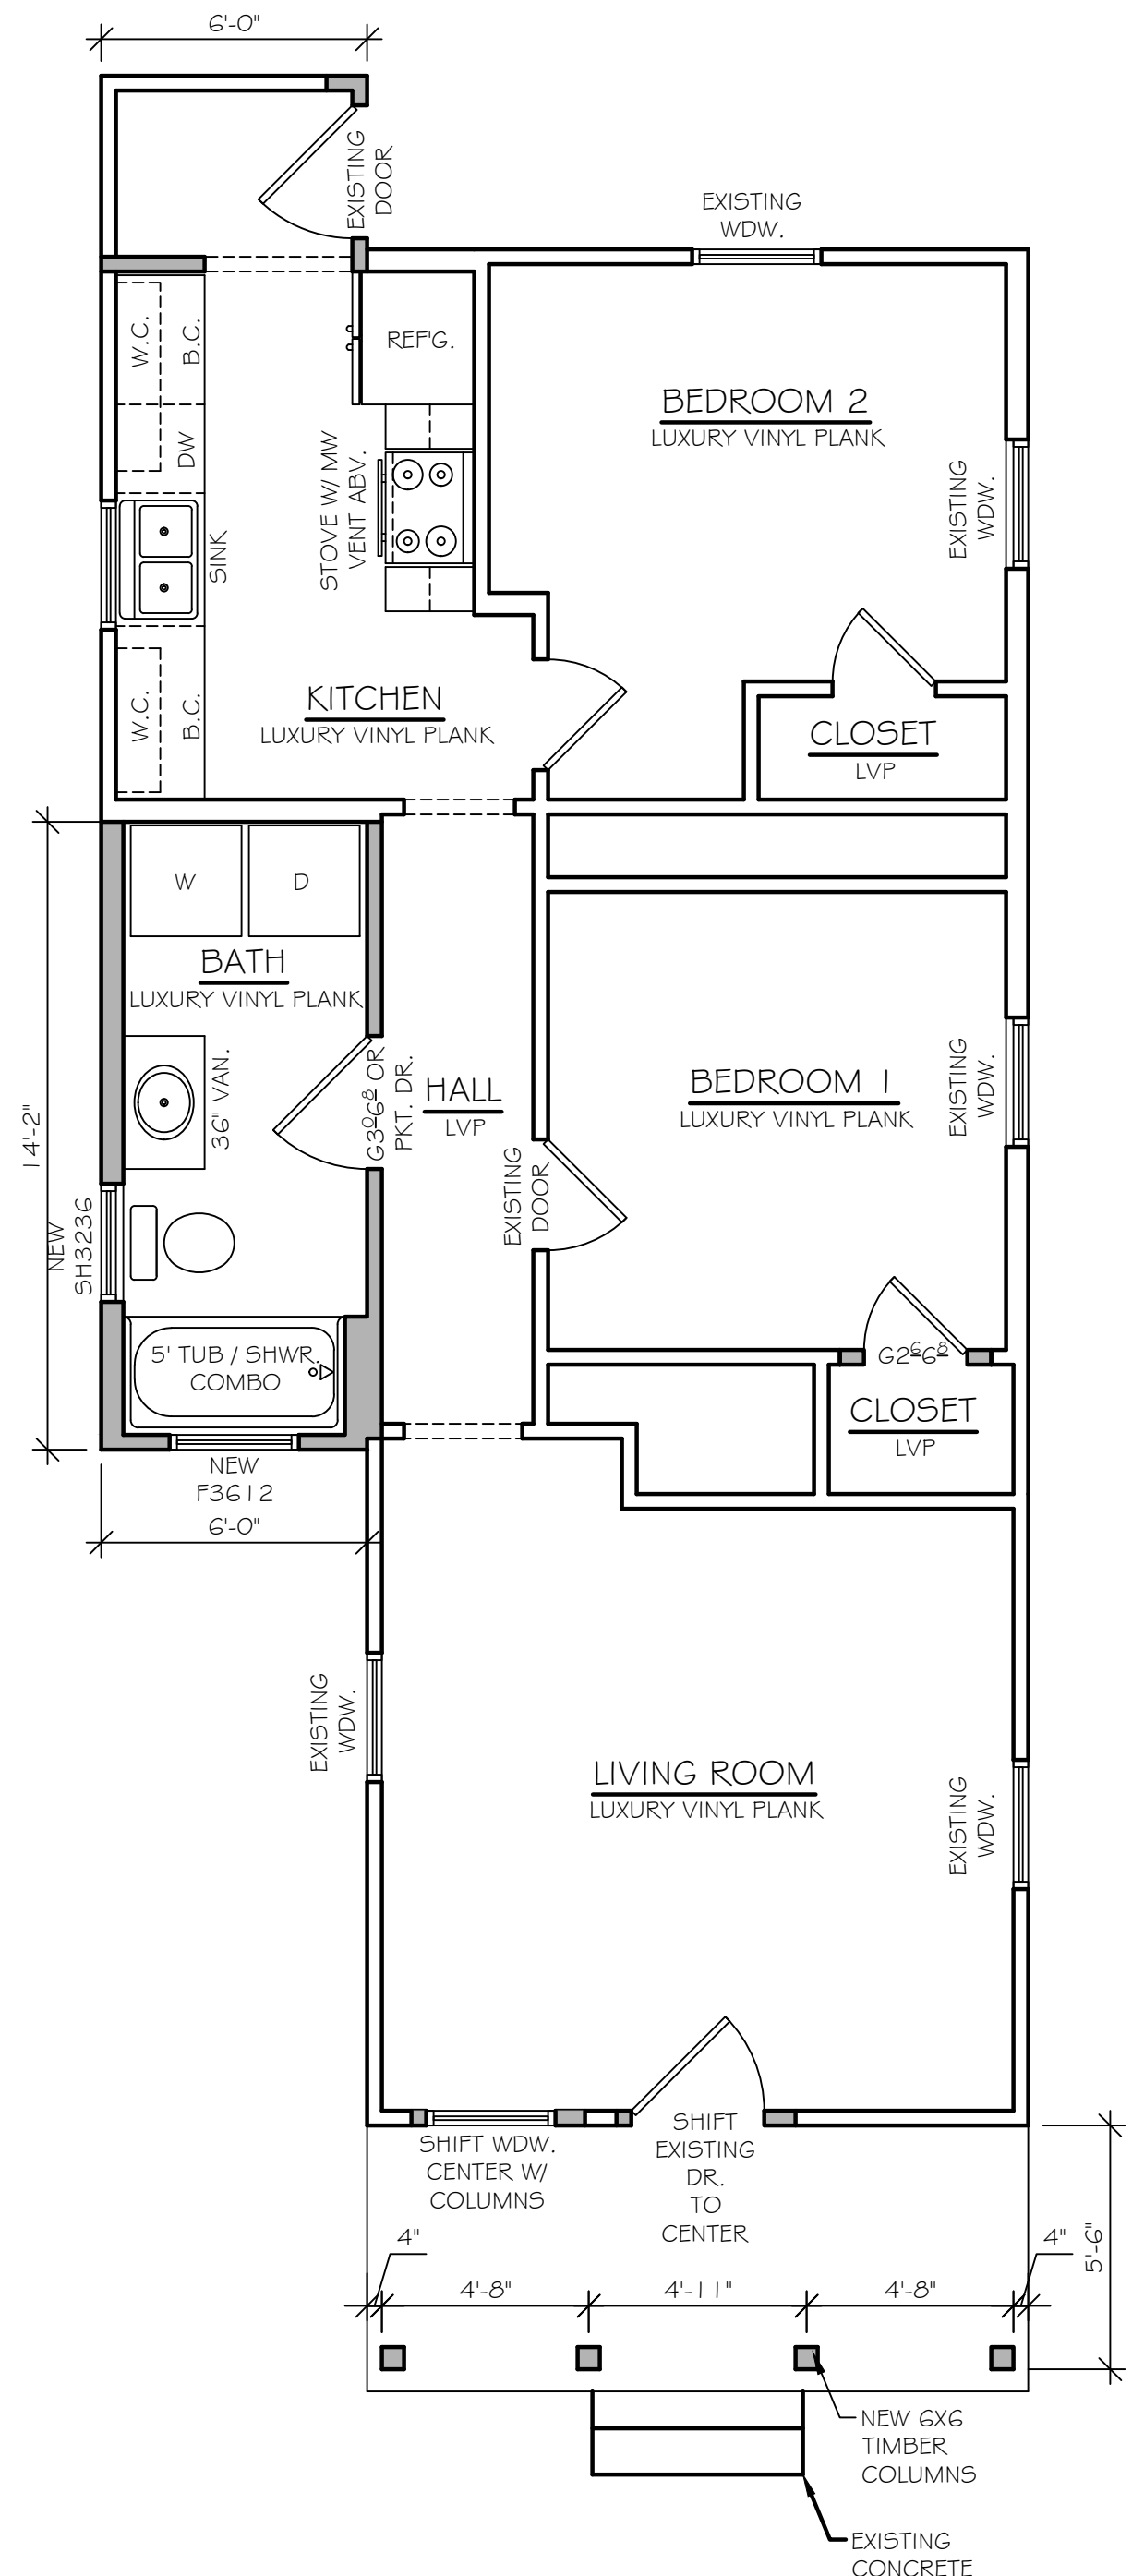 6'-0"
EXISTING
DOOR
EXISTING
WDW.
W.C.
B.C.
REF'G.
BEDROOM 2
LUXURY VINYL PLANK
DW
STOVE W/ MW
VENT ABV.
EXISTING
WDW.
SINK
KITCHEN
LUXURY VINYL PLANK
W.C.
B.C.
CLOSET
LVP
W
D
BATH
LUXURY VINYL PLANK
36" VAN.
G3068 OR
PKT. DR.
HALL
LVP
BEDROOM 1
LUXURY VINYL PLANK
EXISTING
WDW.
14'-2"
EXISTING
DOOR
NEW
SH3236
5' TUB / SHWR.
COMBO
G2668
CLOSET
LVP
NEW
F3612
6'-0"
EXISTING
WDW.
LIVING ROOM
LUXURY VINYL PLANK
EXISTING
WDW.
SHIFT WDW.
CENTER W/
COLUMNS
SHIFT
EXISTING
DR.
TO
CENTER
4"
4'-8"
4'-11"
4'-8"
4"
5'-6"
NEW 6X6
TIMBER
COLUMNS
EXISTING
CONCRETE